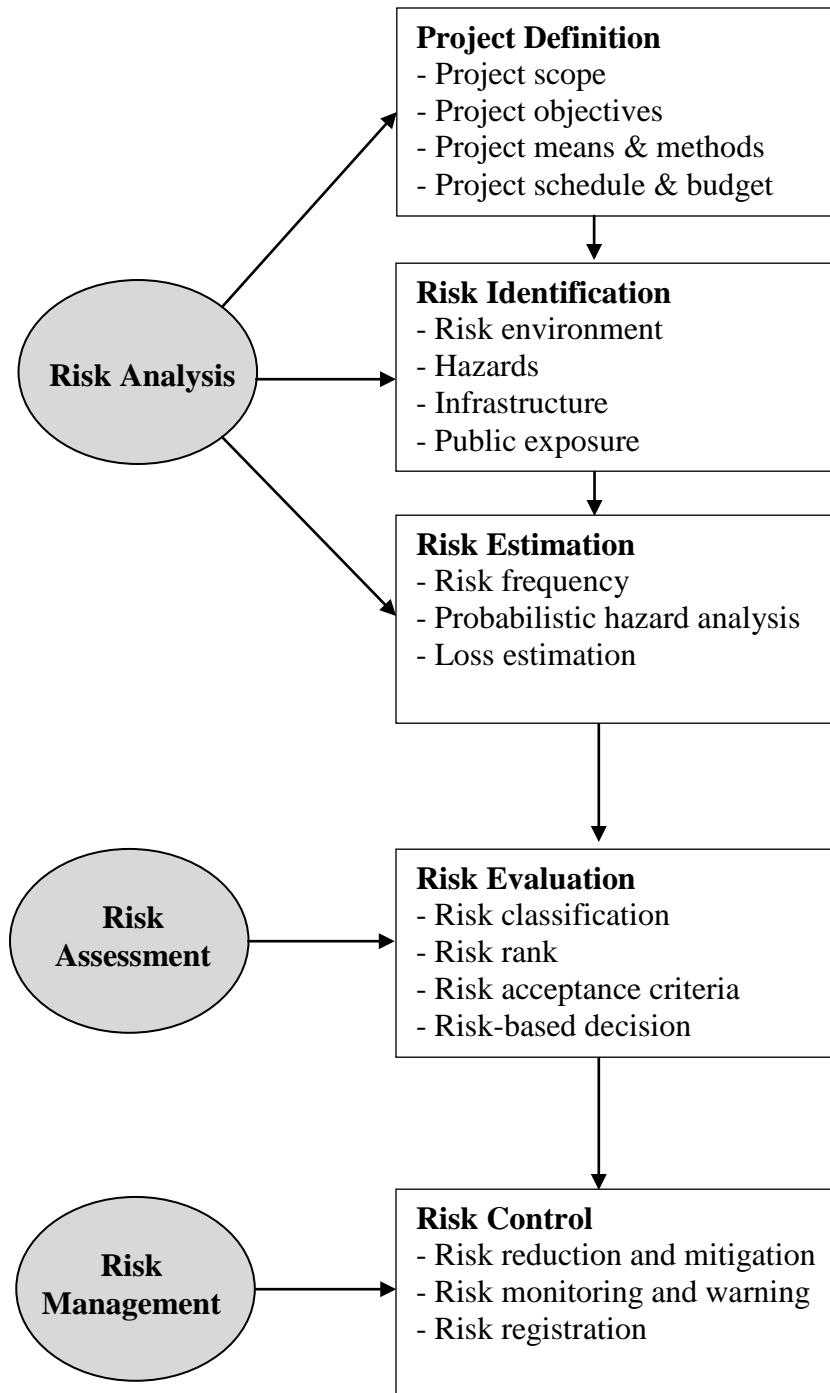 Project Definition
- Project scope
- Project objectives
- Project means & methods
- Project schedule & budget
Risk Analysis
Risk Identification
- Risk environment
- Hazards
- Infrastructure
- Public exposure
Risk Estimation
- Risk frequency
- Probabilistic hazard analysis
- Loss estimation
Risk
Assessment
Risk Evaluation
- Risk classification
- Risk rank
- Risk acceptance criteria
- Risk-based decision
Risk
Management
Risk Control
- Risk reduction and mitigation
- Risk monitoring and warning
- Risk registration